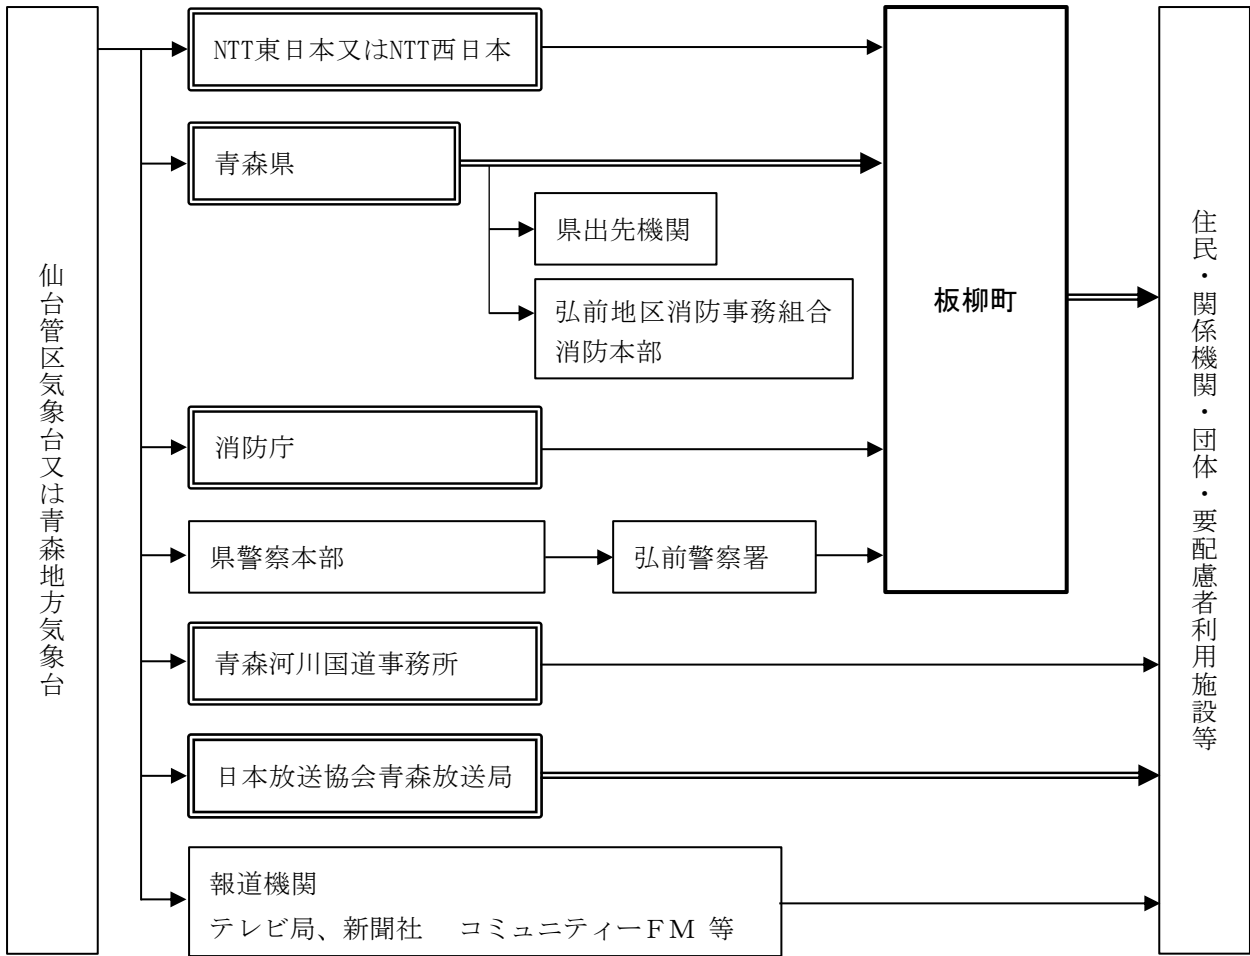 仙台管区気象台又は青森地方気象台
NTT東日本又はNTT西日本
青森県
県出先機関
弘前地区消防事務組合
消防本部
消防庁
県警察本部
弘前警察署
青森河川国道事務所
日本放送協会青森放送局
報道機関
テレビ局、新聞社　コミュニティーＦＭ 等
板柳町
住民・関係機関・団体・要配慮者利用施設等